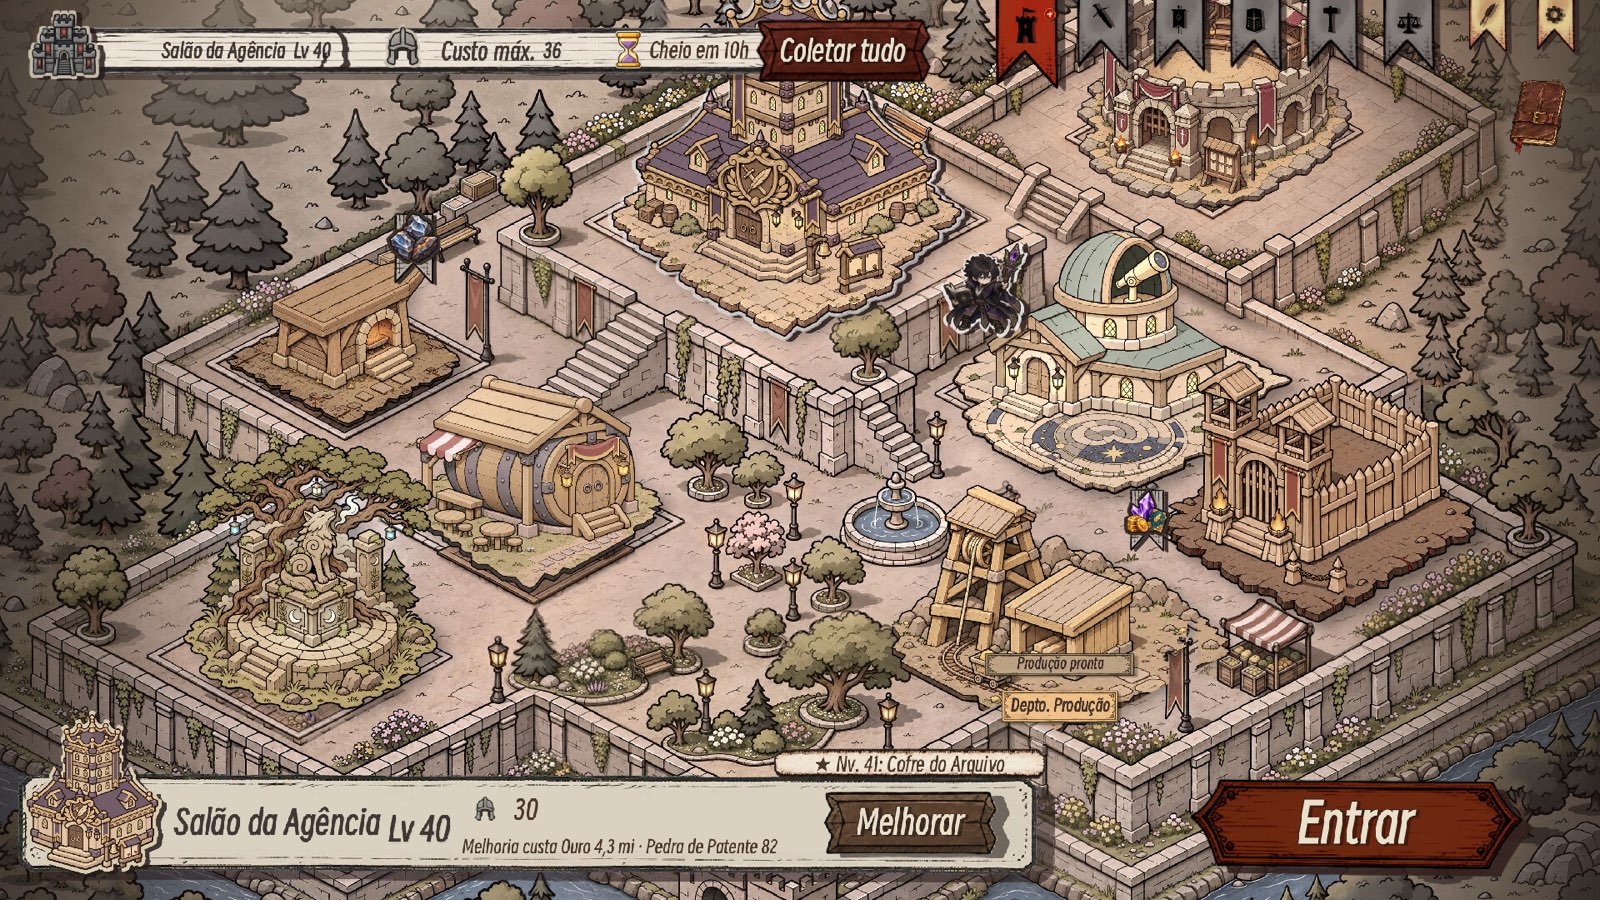 Salão da Agência Lv 40
Custo máx. 36
Cheio em 10h
Coletar tudo
Produção pronta
Depto. Produção
★ Nv. 41: Cofre do Arquivo
Salão da Agência Lv 40
30
Melhoria custa Ouro 4,3 mi · Pedra de Patente 82
Melhorar
Entrar